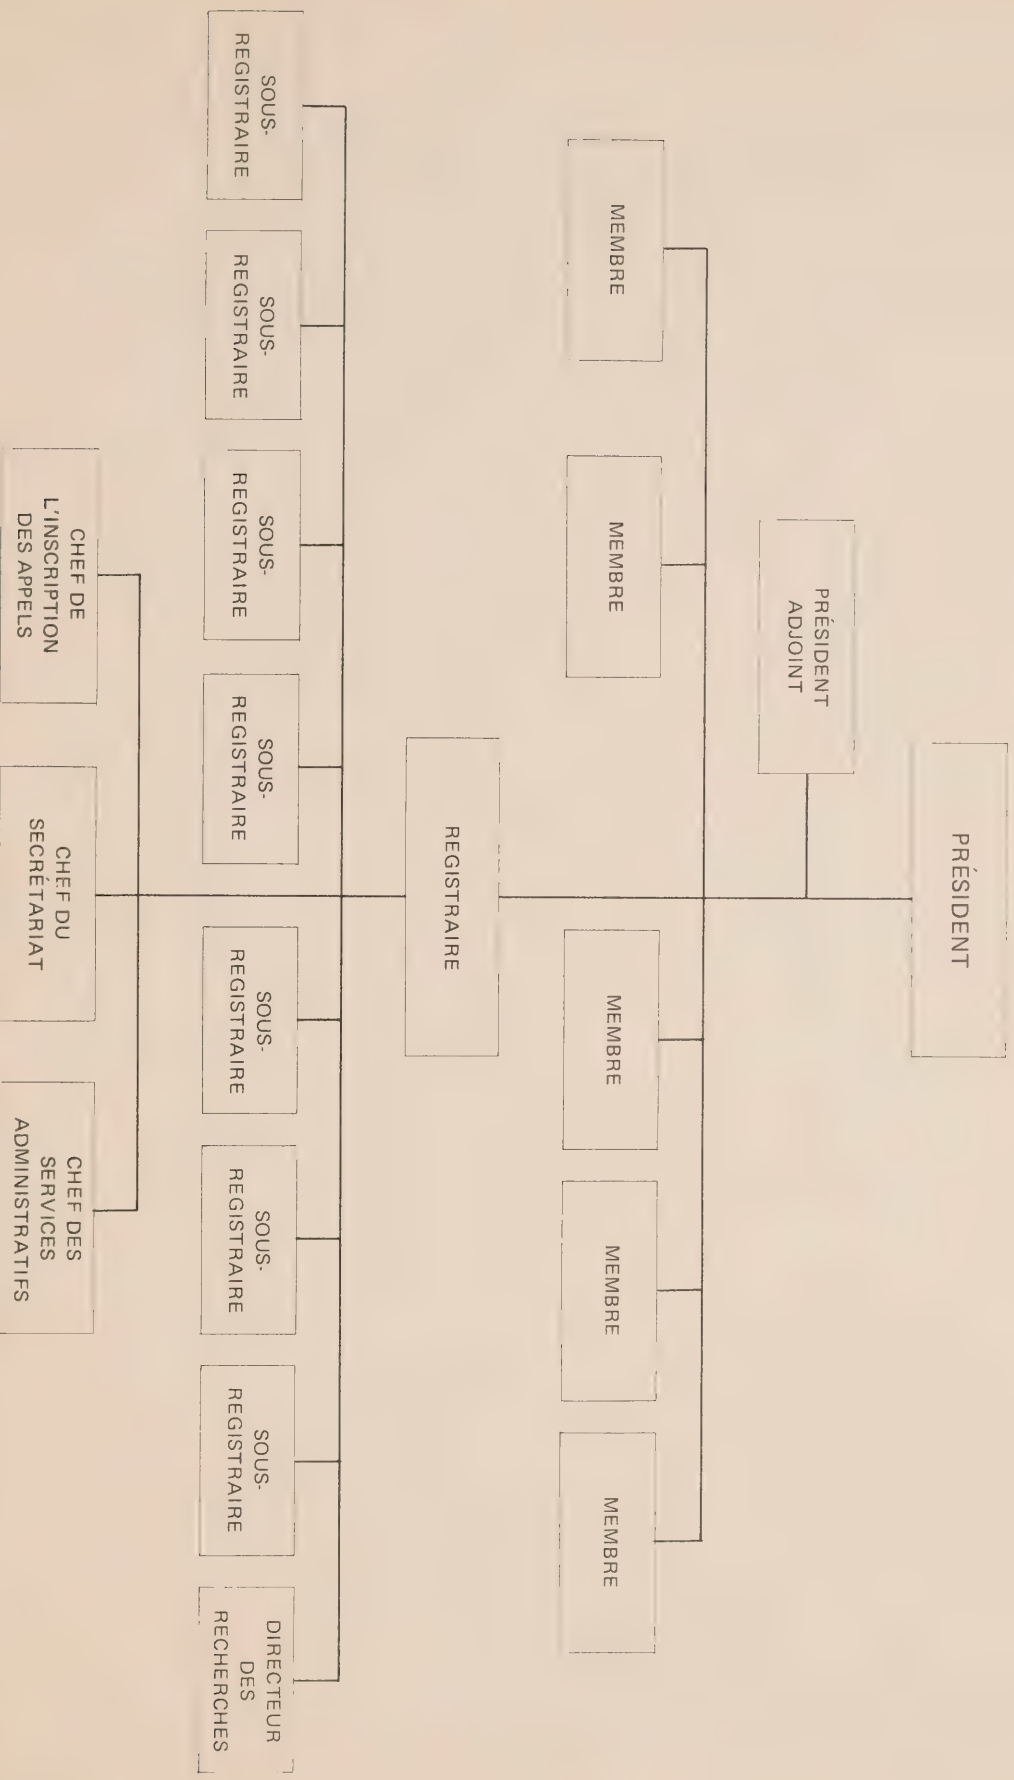 PRÉSIDENT
PRÉSIDENT
ADJOINT
MEMBRE
MEMBRE
MEMBRE
MEMBRE
MEMBRE
REGISTRAIRE
SOUS-
REGISTRAIRE
SOUS-
REGISTRAIRE
SOUS-
REGISTRAIRE
SOUS-
REGISTRAIRE
SOUS-
REGISTRAIRE
SOUS-
REGISTRAIRE
SOUS-
REGISTRAIRE
DIRECTEUR
DES
RECHERCHES
CHEF DE
L'INSCRIPTION
DES APPELS
CHEF DU
SECRÉTARIAT
CHEF DES
SERVICES
ADMINISTRATIFS